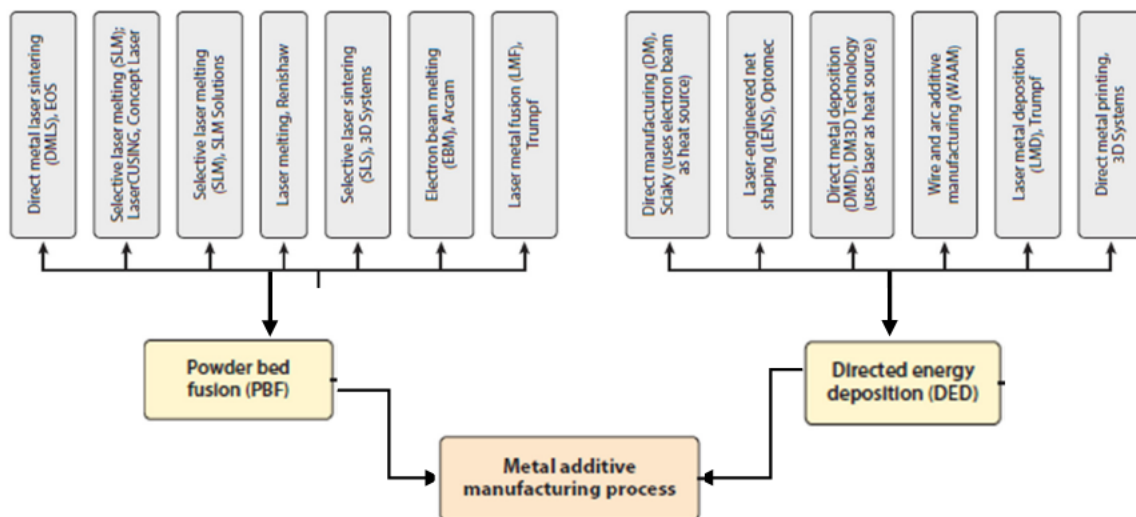 Direct metal laser sintering
(DMLS), EOS
Selective laser melting (SLM);
LaserCUSING, Concept Laser
Selective laser melting
(SLM), SLM Solutions
Laser melting, Renishaw
Selective laser sintering
(SLS), 3D Systems
Electron beam melting
(EBM), Arcam
Laser metal fusion (LMF),
Trumpf
Direct manufacturing (DM),
Sciaky (uses electron beam
as heat source)
Laser-engineered net
shaping (LENS), Optomec
Direct metal deposition
(DMD), DM3D Technology
(uses laser as heat source)
Wire and arc additive
manufacturing (WAAM)
Laser metal deposition
(LMD), Trumpf
Direct metal printing,
3D Systems
Powder bed
fusion (PBF)
Directed energy
deposition (DED)
Metal additive
manufacturing process